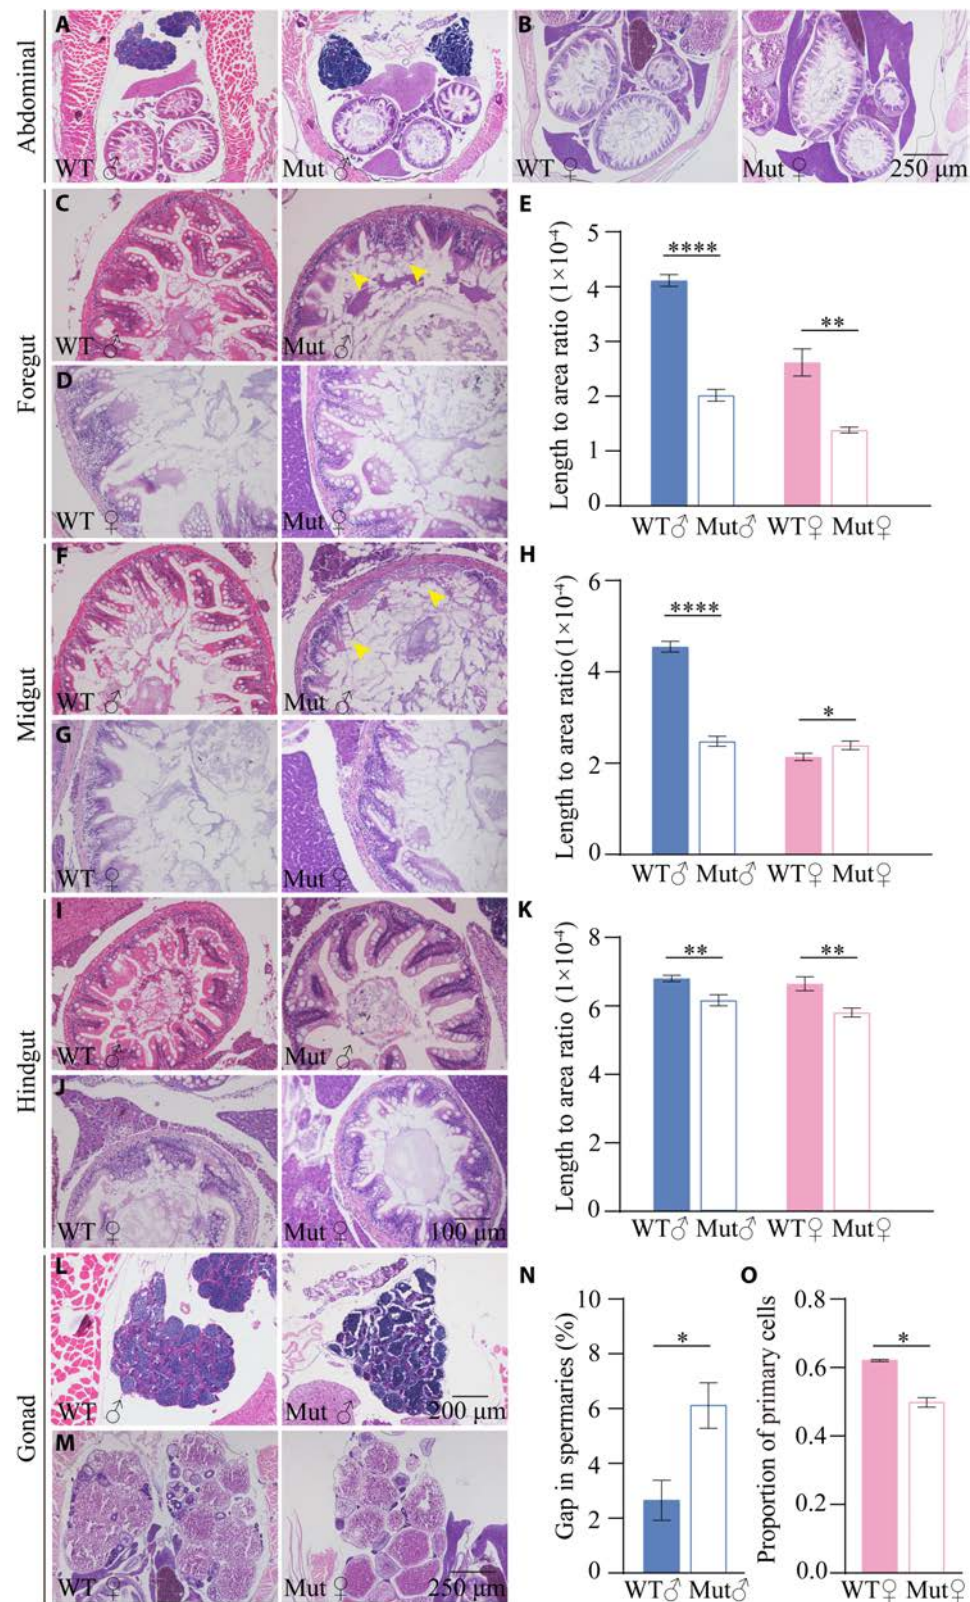 Abdominal
A
WT ♂
Mut ♂
B
WT ♀
Mut ♀
250 μm
Foregut
C
WT ♂
Mut ♂
D
WT ♀
Mut ♀
E
Length to area ratio (1×10⁻⁴)
5
4
3
2
1
0
****
**
WT♂ Mut♂ WT♀ Mut♀
Midgut
F
WT ♂
Mut ♂
G
WT ♀
Mut ♀
H
Length to area ratio(1×10⁻⁴)
6
4
2
0
****
*
WT♂ Mut♂ WT♀ Mut♀
Hindgut
I
WT ♂
Mut ♂
J
WT ♀
Mut ♀
100 μm
K
Length to area ratio (1×10⁻⁴)
8
6
4
2
0
**
**
WT♂ Mut♂ WT♀ Mut♀
Gonad
L
WT ♂
Mut ♂
200 μm
M
WT ♀
Mut ♀
250 μm
N
Gap in spermaries (%)
10
8
6
4
2
0
*
WT♂ Mut♂
O
Proportion of primary cells
0.8
0.6
0.4
0.2
0.0
*
WT♀ Mut♀